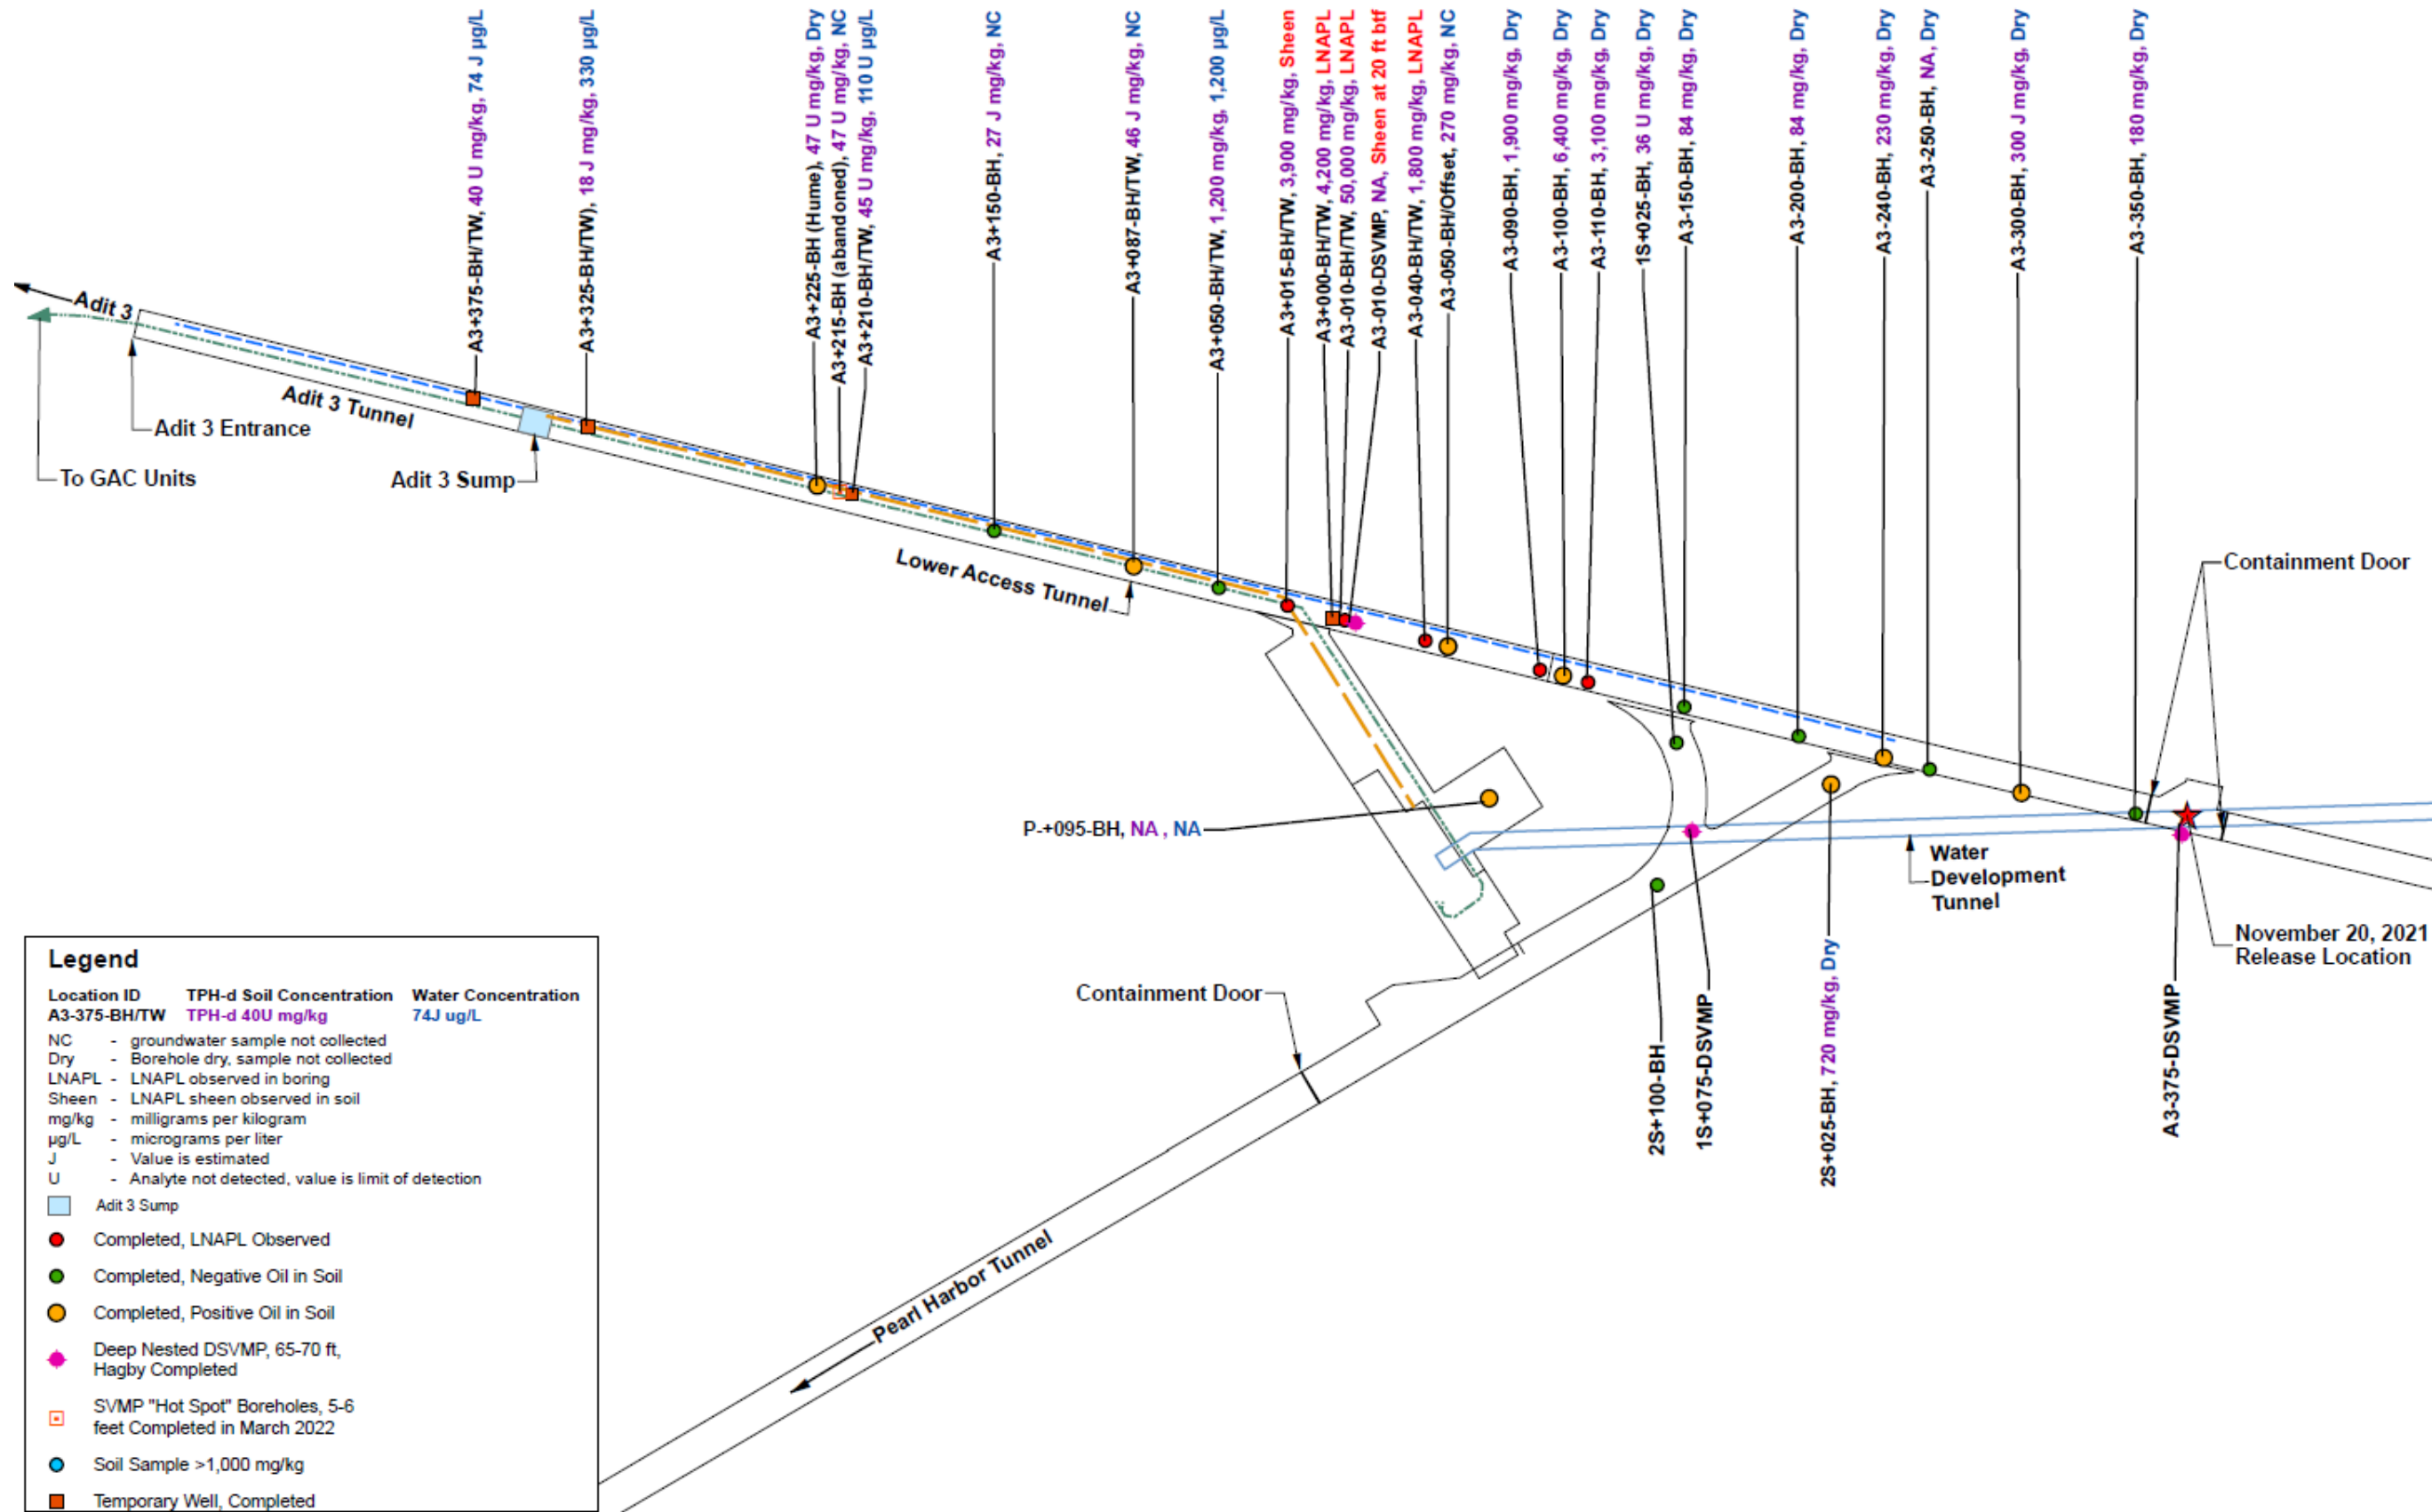 A3+375-BH/TW, 40 U mg/kg, 74 J µg/L
A3+325-BH/TW), 18 J mg/kg, 330 µg/L
A3+225-BH (Hume), 47 U mg/kg, Dry
A3+215-BH (abandoned), 47 U mg/kg, NC
A3+210-BH/TW, 45 U mg/kg, 110 U µg/L
A3+150-BH, 27 J mg/kg, NC
A3+087-BH/TW, 46 J mg/kg, NC
A3+050-BH/TW, 1,200 mg/kg, 1,200 µg/L
A3+015-BH/TW, 3,900 mg/kg, Sheen
A3+000-BH/TW, 4,200 mg/kg, LNAPL
A3-010-BH/TW, 50,000 mg/kg, LNAPL
A3-010-DSVMP, NA, Sheen at 20 ft btf
A3-040-BH/TW, 1,800 mg/kg, LNAPL
A3-050-BH/Offset, 270 mg/kg, NC
A3-090-BH, 1,900 mg/kg, Dry
A3-100-BH, 6,400 mg/kg, Dry
A3-110-BH, 3,100 mg/kg, Dry
1S+025-BH, 36 U mg/kg, Dry
A3-150-BH, 84 mg/kg, Dry
A3-200-BH, 84 mg/kg, Dry
A3-240-BH, 230 mg/kg, Dry
A3-250-BH, NA, Dry
A3-300-BH, 300 J mg/kg, Dry
A3-350-BH, 180 mg/kg, Dry
Adit 3
Adit 3 Tunnel
Adit 3 Entrance
To GAC Units
Adit 3 Sump
Lower Access Tunnel
Containment Door
P-+095-BH, NA , NA
Water
Development
Tunnel
November 20, 2021
Release Location
Containment Door
2S+100-BH
1S+075-DSVMP
2S+025-BH, 720 mg/kg, Dry
A3-375-DSVMP
Pearl Harbor Tunnel
Legend
Location ID TPH-d Soil Concentration Water Concentration
A3-375-BH/TW TPH-d 40U mg/kg 74J ug/L
NC - groundwater sample not collected
Dry - Borehole dry, sample not collected
LNAPL - LNAPL observed in boring
Sheen - LNAPL sheen observed in soil
mg/kg - milligrams per kilogram
µg/L - micrograms per liter
J - Value is estimated
U - Analyte not detected, value is limit of detection
Adit 3 Sump
Completed, LNAPL Observed
Completed, Negative Oil in Soil
Completed, Positive Oil in Soil
Deep Nested DSVMP, 65-70 ft,
Hagby Completed
SVMP "Hot Spot" Boreholes, 5-6
feet Completed in March 2022
Soil Sample >1,000 mg/kg
Temporary Well, Completed